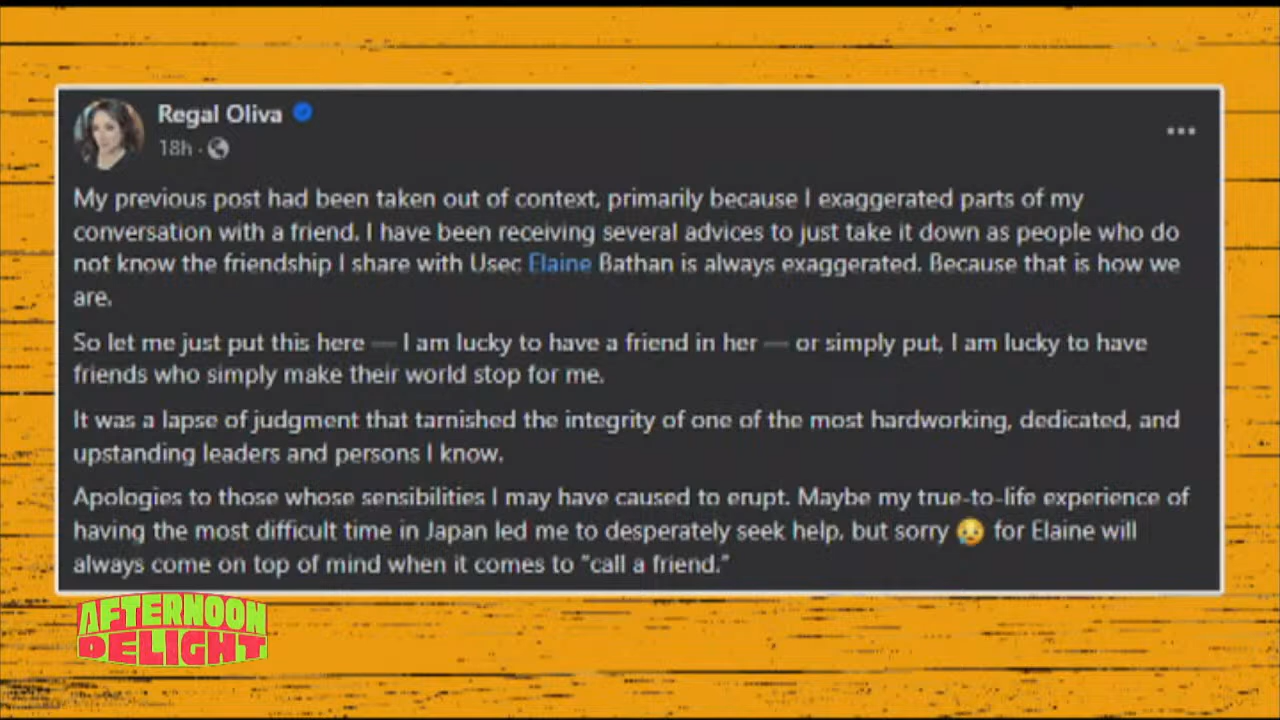 Regal Oliva
18h ·
My previous post had been taken out of context, primarily because I exaggerated parts of my
conversation with a friend. I have been receiving several advices to just take it down as people who do
not know the friendship I share with Usec Elaine Bathan is always exaggerated. Because that is how we
are.
So let me just put this here — I am lucky to have a friend in her — or simply put, I am lucky to have
friends who simply make their world stop for me.
It was a lapse of judgment that tarnished the integrity of one of the most hardworking, dedicated, and
upstanding leaders and persons I know.
Apologies to those whose sensibilities I may have caused to erupt. Maybe my true-to-life experience of
having the most difficult time in Japan led me to desperately seek help, but sorry 😥 for Elaine will
always come on top of mind when it comes to "call a friend."
AFTERNOON
DELIGHT